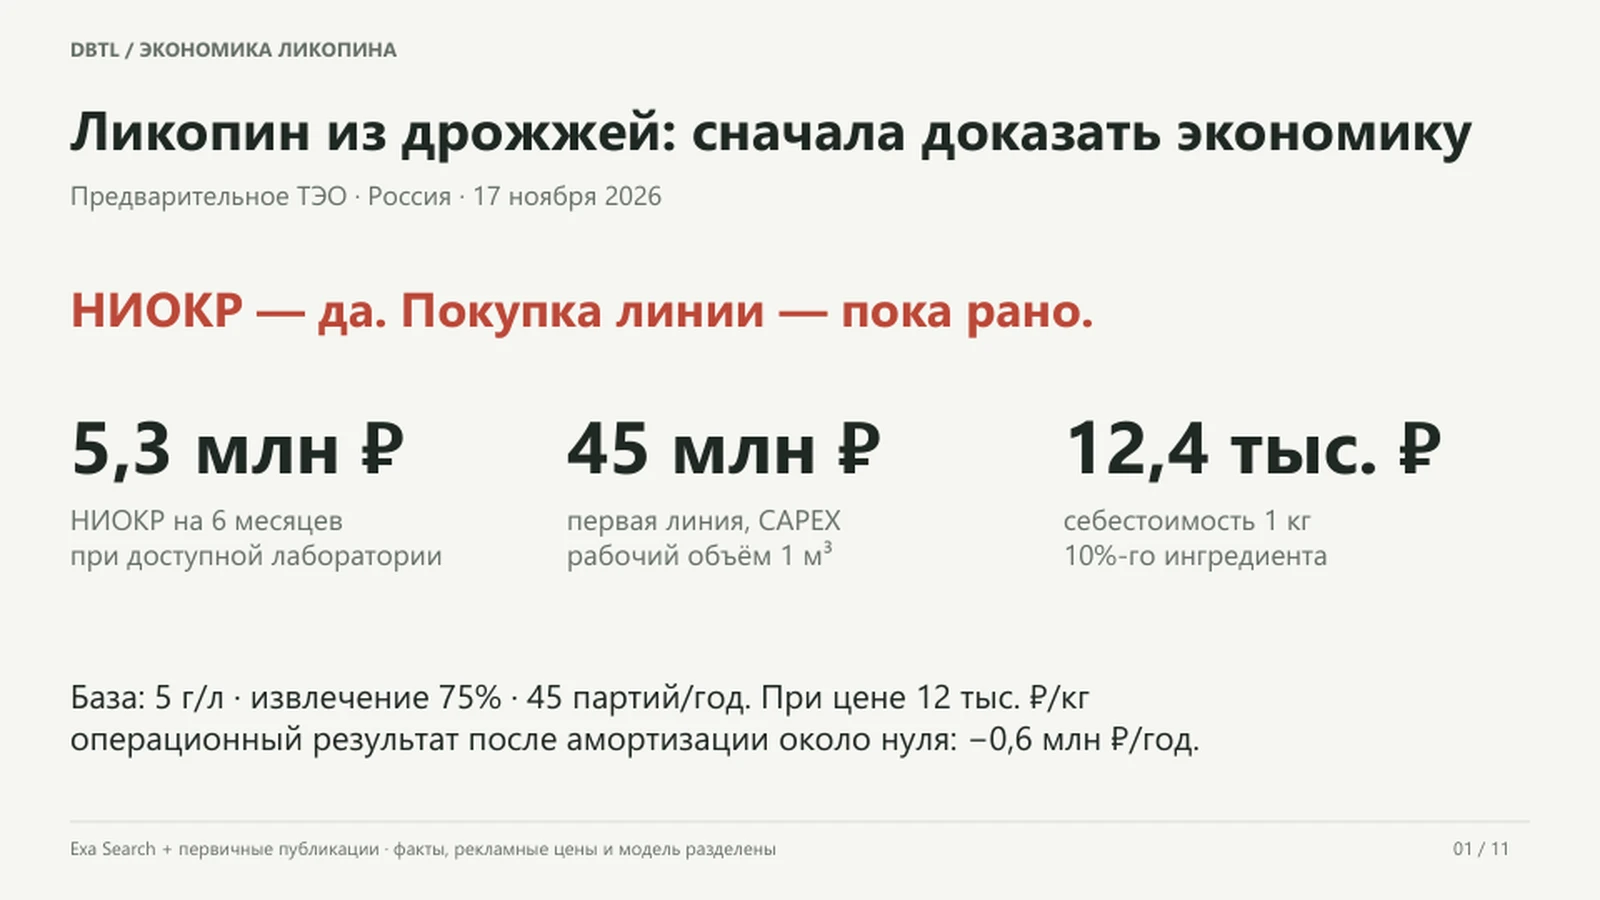 DBTL / ЭКОНОМИКА ЛИКОПИНА
Ликопин из дрожжей: сначала доказать экономику
Предварительное ТЭО · Россия · 17 ноября 2026
НИОКР — да. Покупка линии — пока рано.
5,3 млн ₽
НИОКР на 6 месяцев
при доступной лаборатории
45 млн ₽
первая линия, CAPEX
рабочий объём 1 м³
12,4 тыс. ₽
себестоимость 1 кг
10%-го ингредиента
База: 5 г/л · извлечение 75% · 45 партий/год. При цене 12 тыс. ₽/кг
операционный результат после амортизации около нуля: −0,6 млн ₽/год.
Exa Search + первичные публикации · факты, рекламные цены и модель разделены
01 / 11